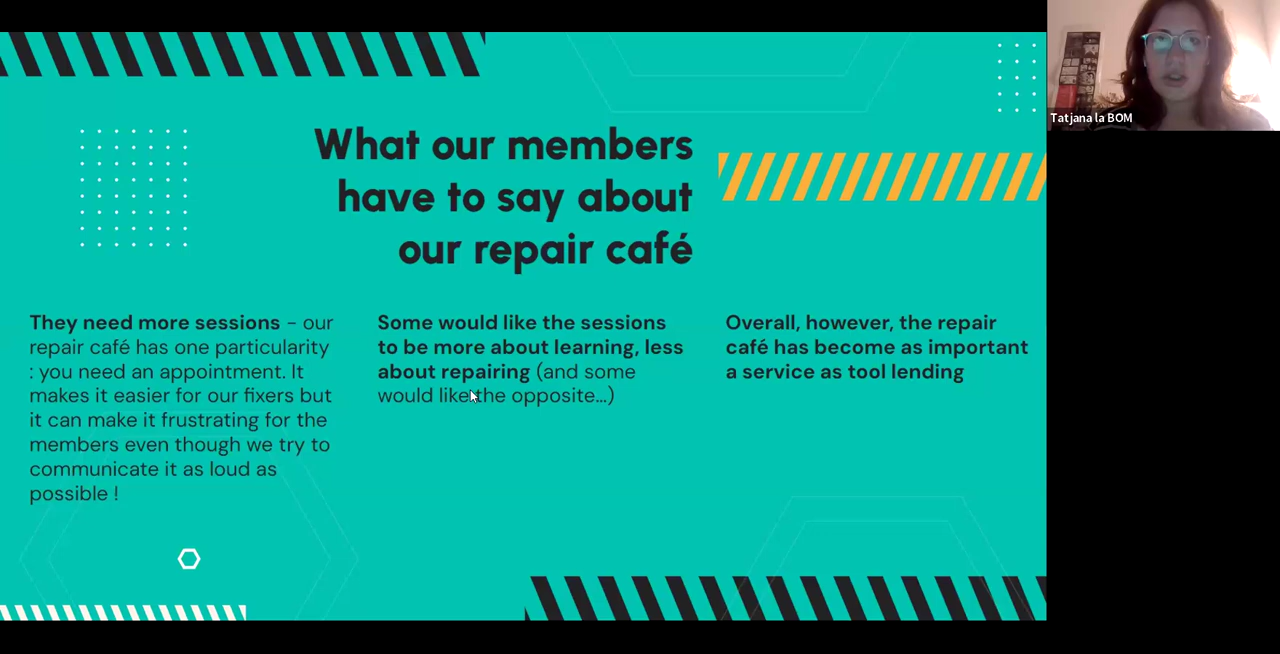 What our members
have to say about
our repair café
They need more sessions - our
repair café has one particularity
: you need an appointment. It
makes it easier for our fixers but
it can make it frustrating for the
members even though we try to
communicate it as loud as
possible !
Some would like the sessions
to be more about learning, less
about repairing (and some
would like the opposite...)
Overall, however, the repair
café has become as important
a service as tool lending
Tatjana la BOM